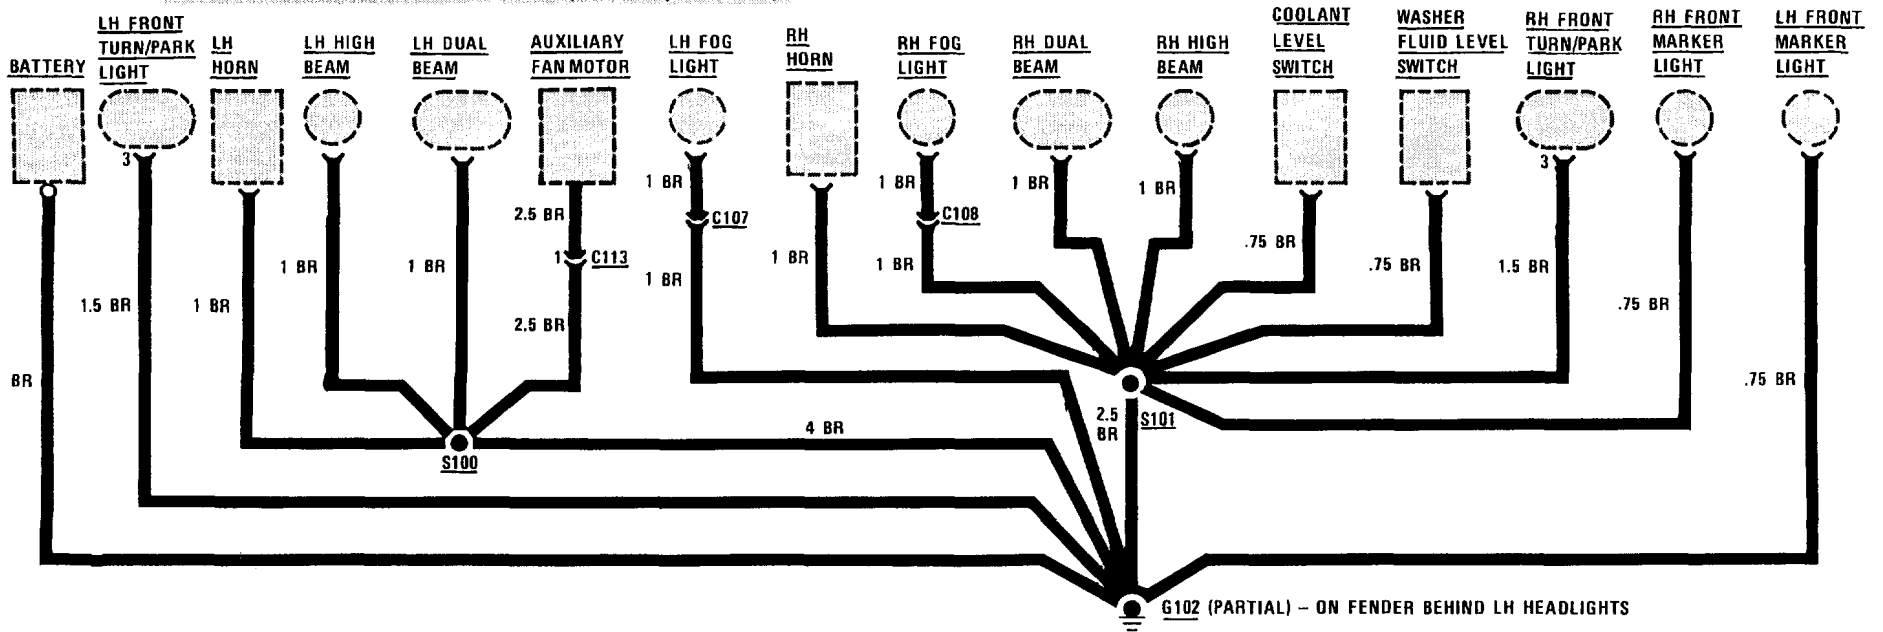 BATTERY
LH FRONT
TURN/PARK
LIGHT
LH
HORN
LH HIGH
BEAM
LH DUAL
BEAM
AUXILIARY
FAN MOTOR
LH FOG
LIGHT
RH
HORN
RH FOG
LIGHT
RH DUAL
BEAM
RH HIGH
BEAM
COOLANT
LEVEL
SWITCH
WASHER
FLUID LEVEL
SWITCH
RH FRONT
TURN/PARK
LIGHT
RH FRONT
MARKER
LIGHT
LH FRONT
MARKER
LIGHT
3
3
1 BR
1 BR
1 BR
1 BR
2.5 BR
C107
C108
.75 BR
1 BR
1 BR
1 C113
1 BR
1 BR
.75 BR
1.5 BR
1 BR
1.5 BR
1 BR
2.5 BR
.75 BR
BR
.75 BR
2.5
BR
S101
4 BR
S100
G102 (PARTIAL) – ON FENDER BEHIND LH HEADLIGHTS